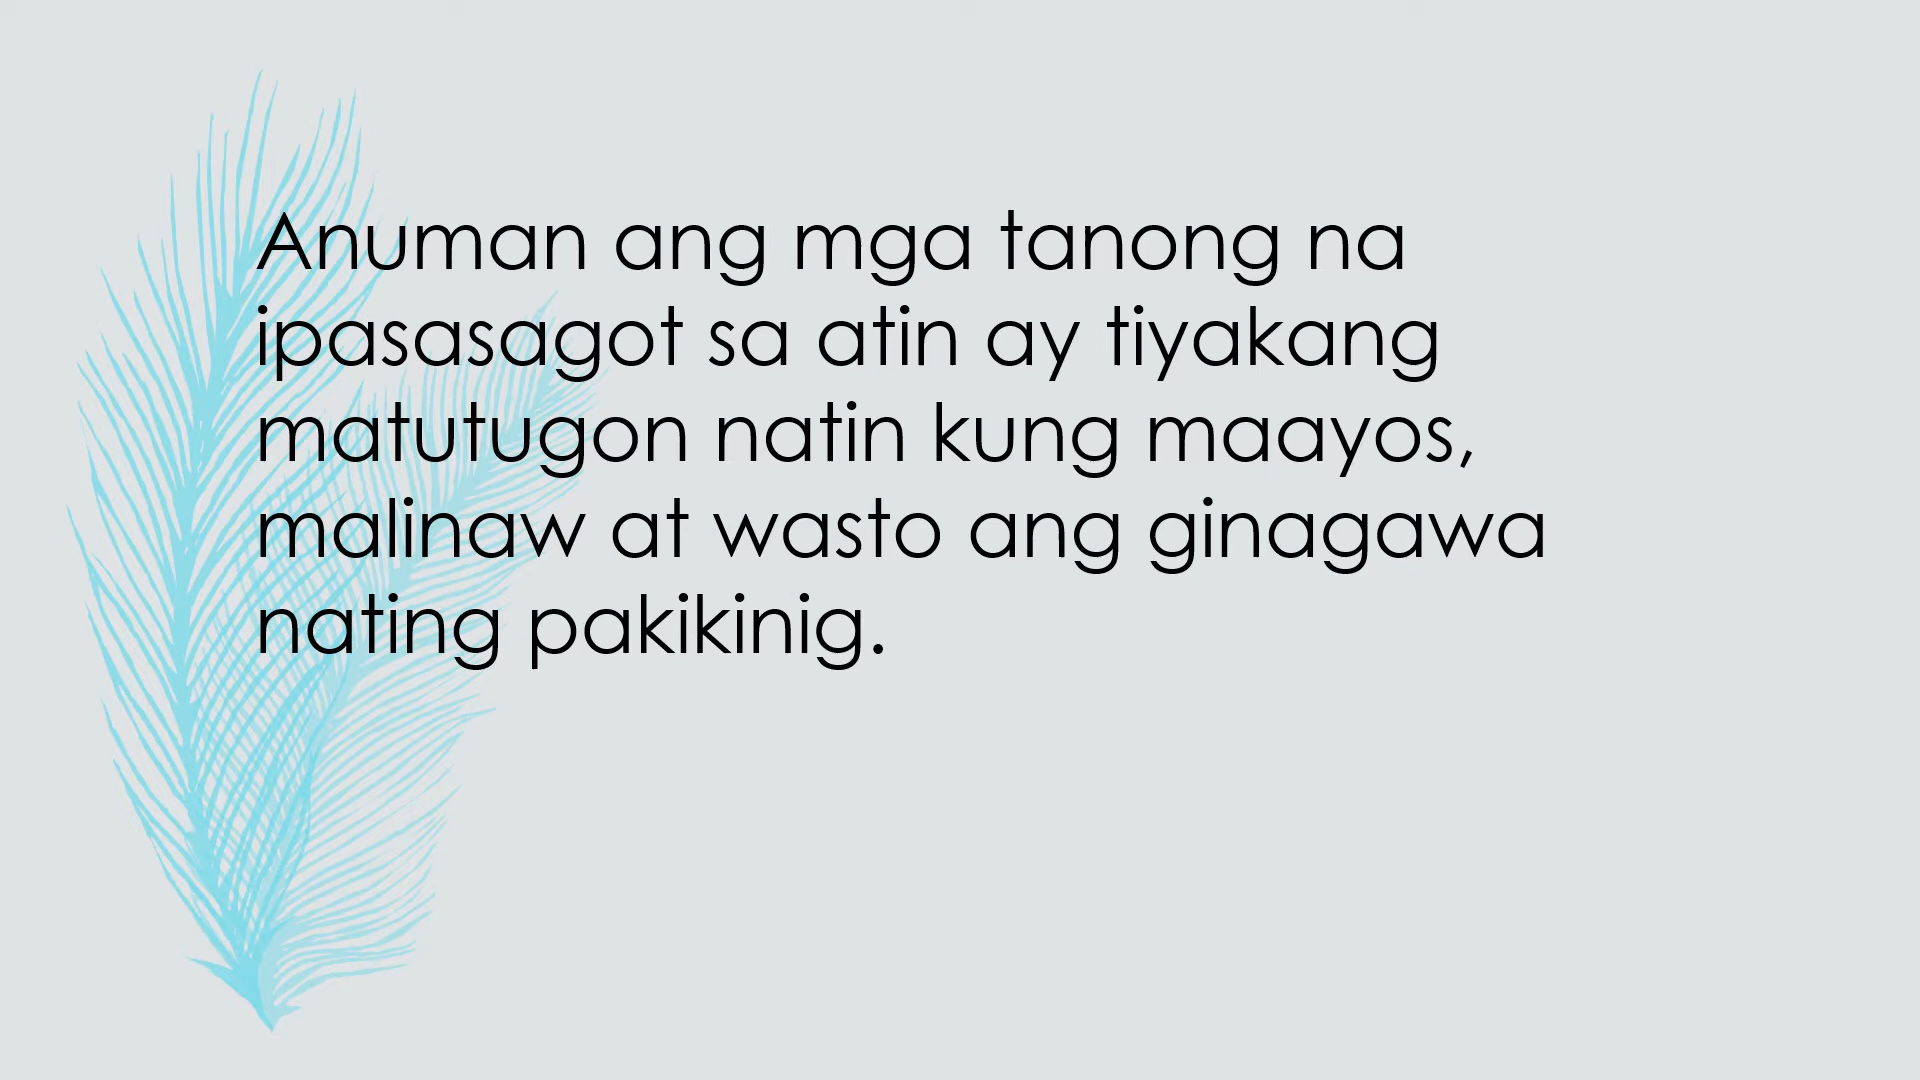 Anuman ang mga tanong na
ipasasagot sa atin ay tiyakang
matutugon natin kung maayos,
malinaw at wasto ang ginagawa
nating pakikinig.